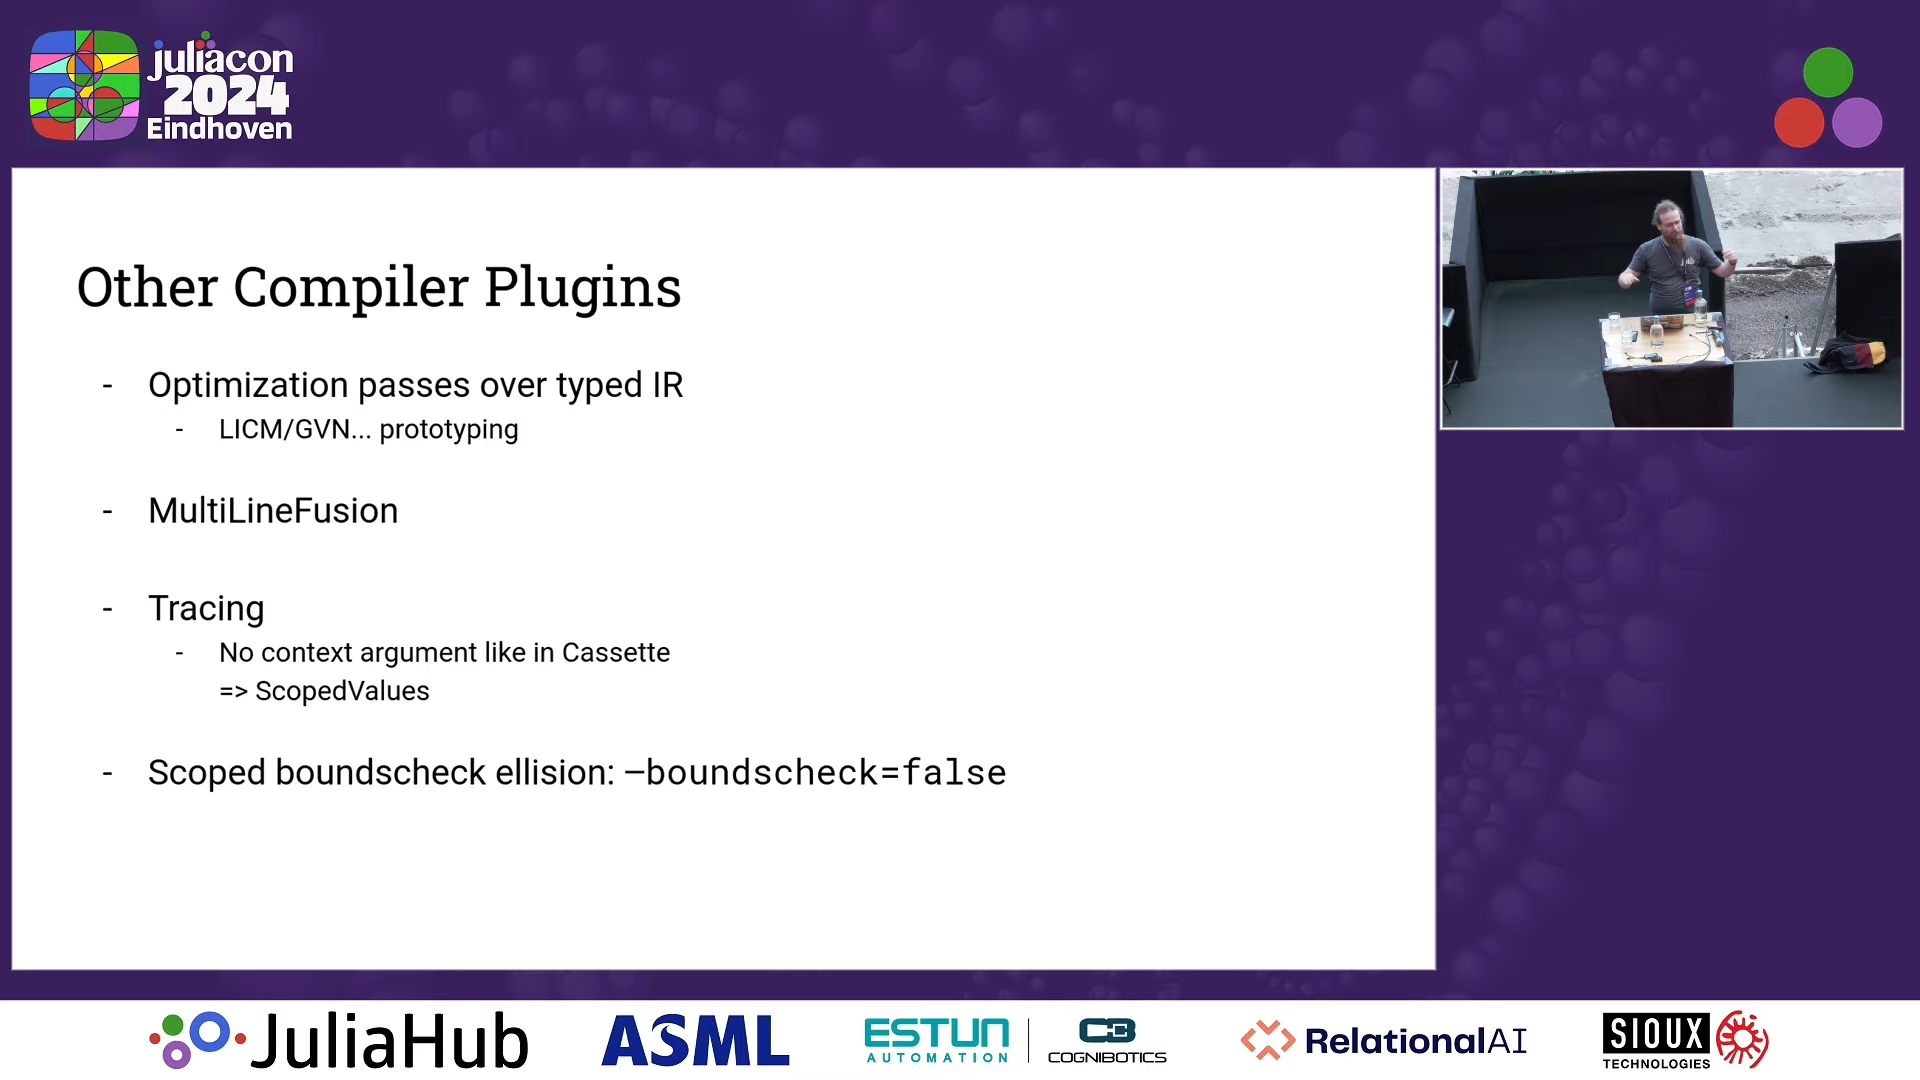 juliacon
2024
Eindhoven
Other Compiler Plugins
- Optimization passes over typed IR
- LICM/GVN... prototyping
- MultiLineFusion
- Tracing
- No context argument like in Cassette
=> ScopedValues
- Scoped boundscheck ellision: –boundscheck=false
JuliaHub
ASML
ESTUN
AUTOMATION
COGNIBOTICS
RelationalAI
SIOUX
TECHNOLOGIES